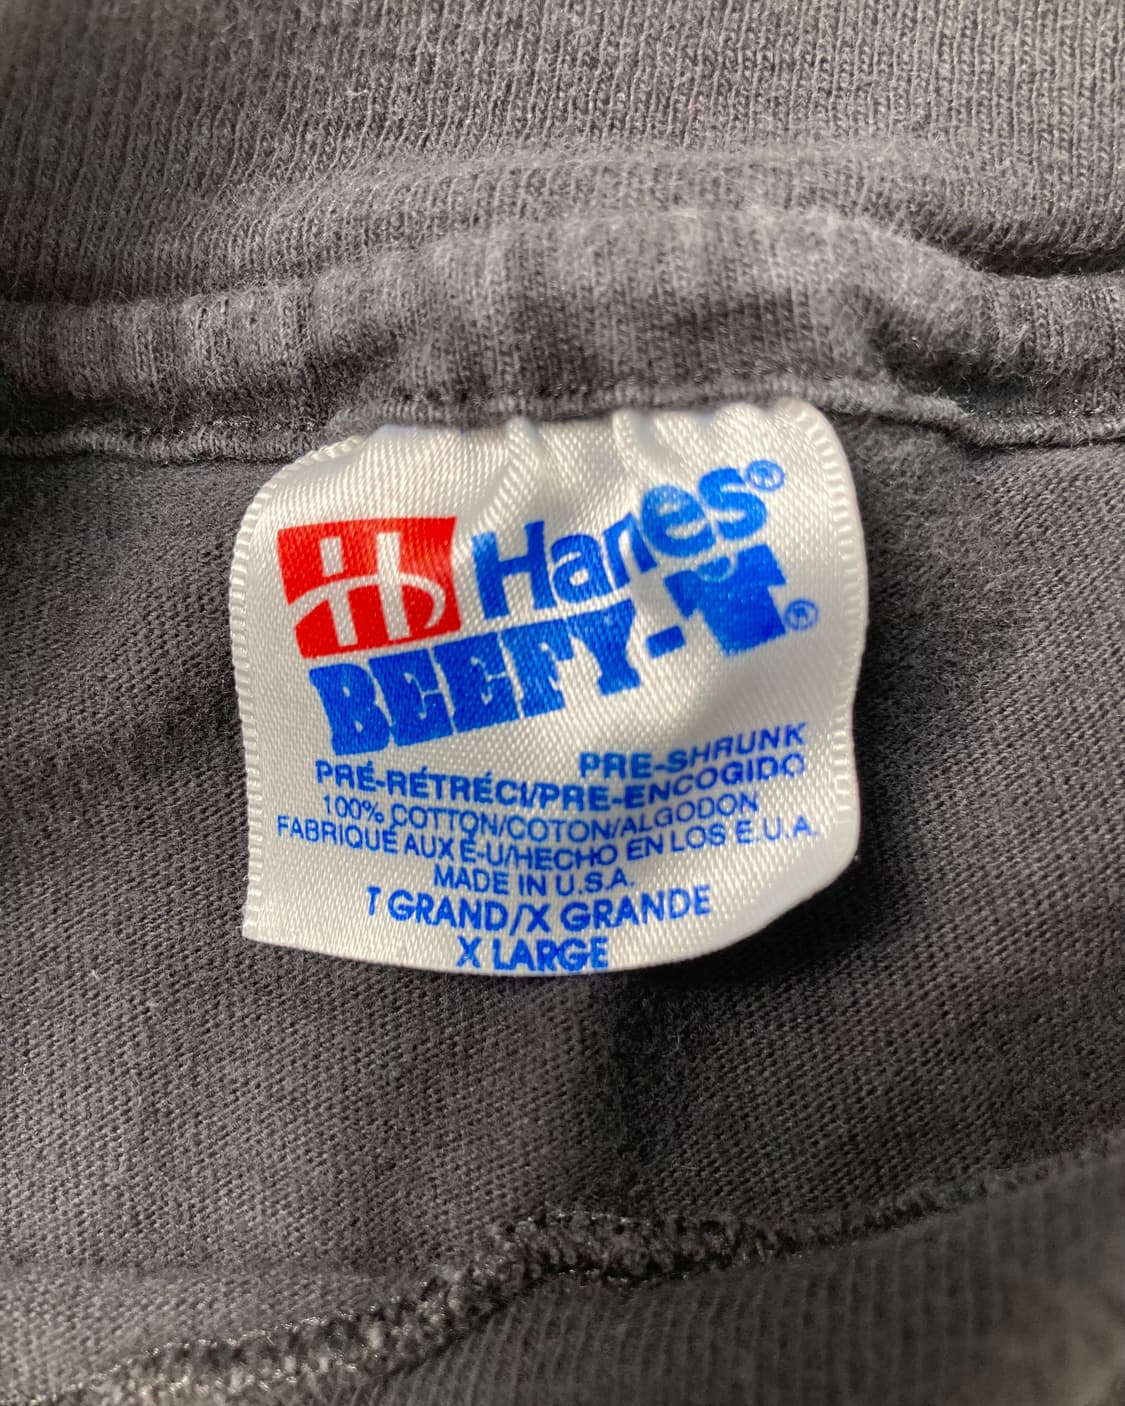 Hanes®
BEEFY-T®
PRE-SHRUNK
PRÉ-RÉTRÉCI/PRE-ENCOGIDO
100% COTTON/COTON/ALGODON
FABRIQUÉ AUX É-U/HECHO EN LOS E.U.A.
MADE IN U.S.A.
T GRAND/X GRANDE
X LARGE